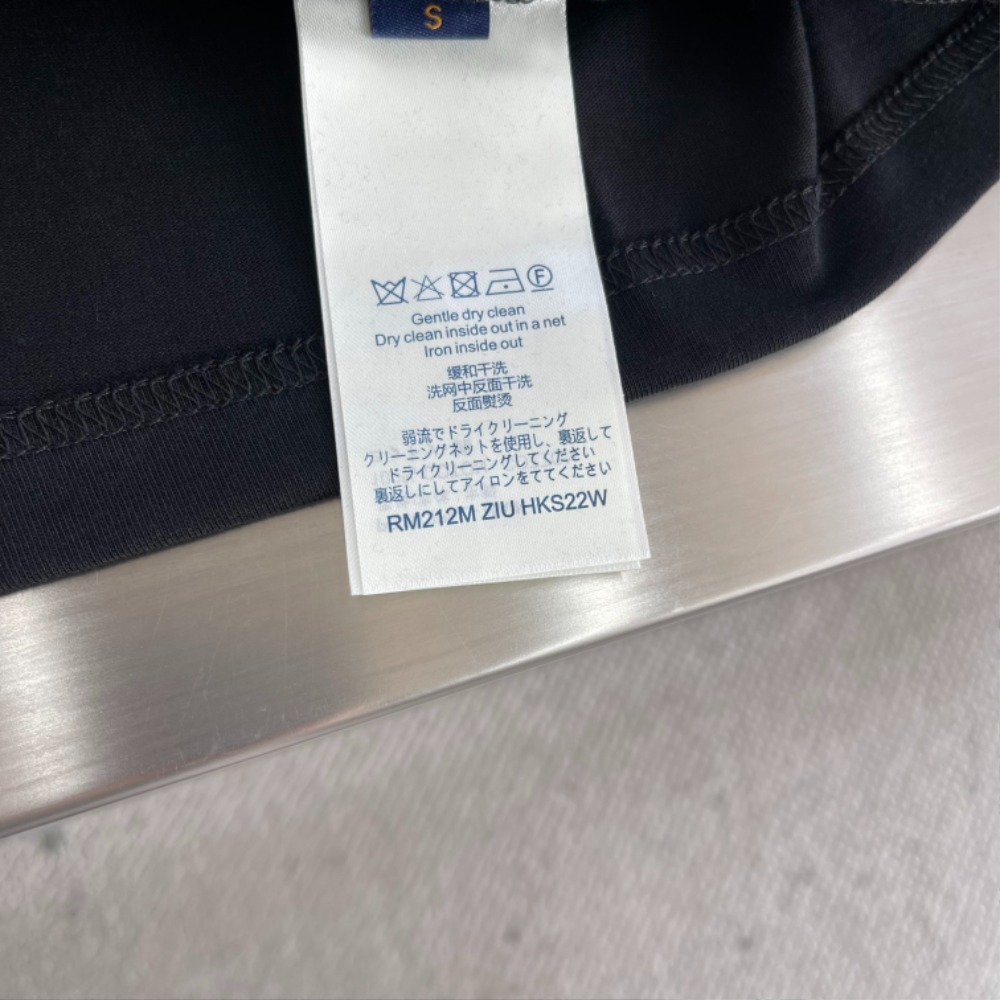 S
F
Gentle dry clean
Dry clean inside out in a net
Iron inside out
缓和干洗
洗网中反面干洗
反面熨烫
弱流でドライクリーニング
クリーニングネットを使用し、裏返して
ドライクリーニングしてください
裏返しにしてアイロンをててください
RM212M ZIU HKS22W